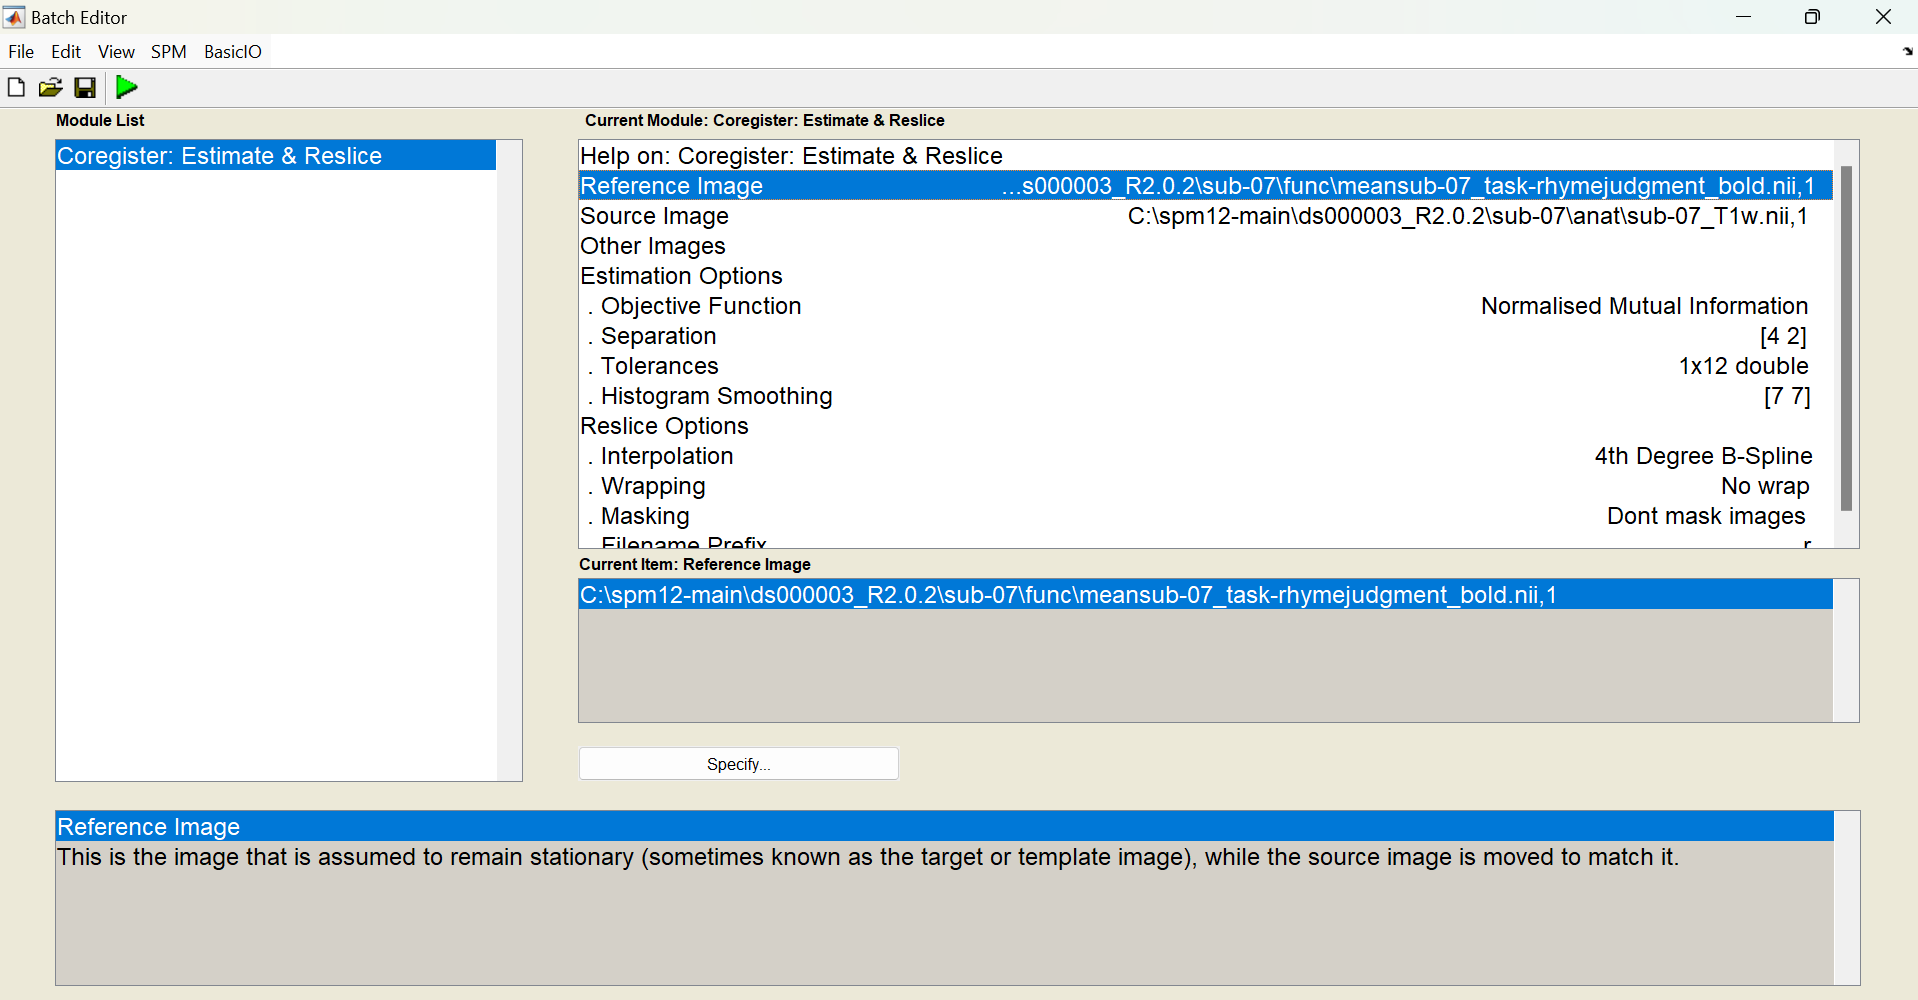 Batch Editor
File Edit View SPM BasicIO
Module List
Coregister: Estimate & Reslice
Current Module: Coregister: Estimate & Reslice
Help on: Coregister: Estimate & Reslice
Reference Image ...s000003_R2.0.2\sub-07\func\meansub-07_task-rhymejudgment_bold.nii,1
Source Image C:\spm12-main\ds000003_R2.0.2\sub-07\anat\sub-07_T1w.nii,1
Other Images
Estimation Options
. Objective Function Normalised Mutual Information
. Separation [4 2]
. Tolerances 1x12 double
. Histogram Smoothing [7 7]
Reslice Options
. Interpolation 4th Degree B-Spline
. Wrapping No wrap
. Masking Dont mask images
. Filename Prefix r
Current Item: Reference Image
C:\spm12-main\ds000003_R2.0.2\sub-07\func\meansub-07_task-rhymejudgment_bold.nii,1
Specify...
Reference Image
This is the image that is assumed to remain stationary (sometimes known as the target or template image), while the source image is moved to match it.